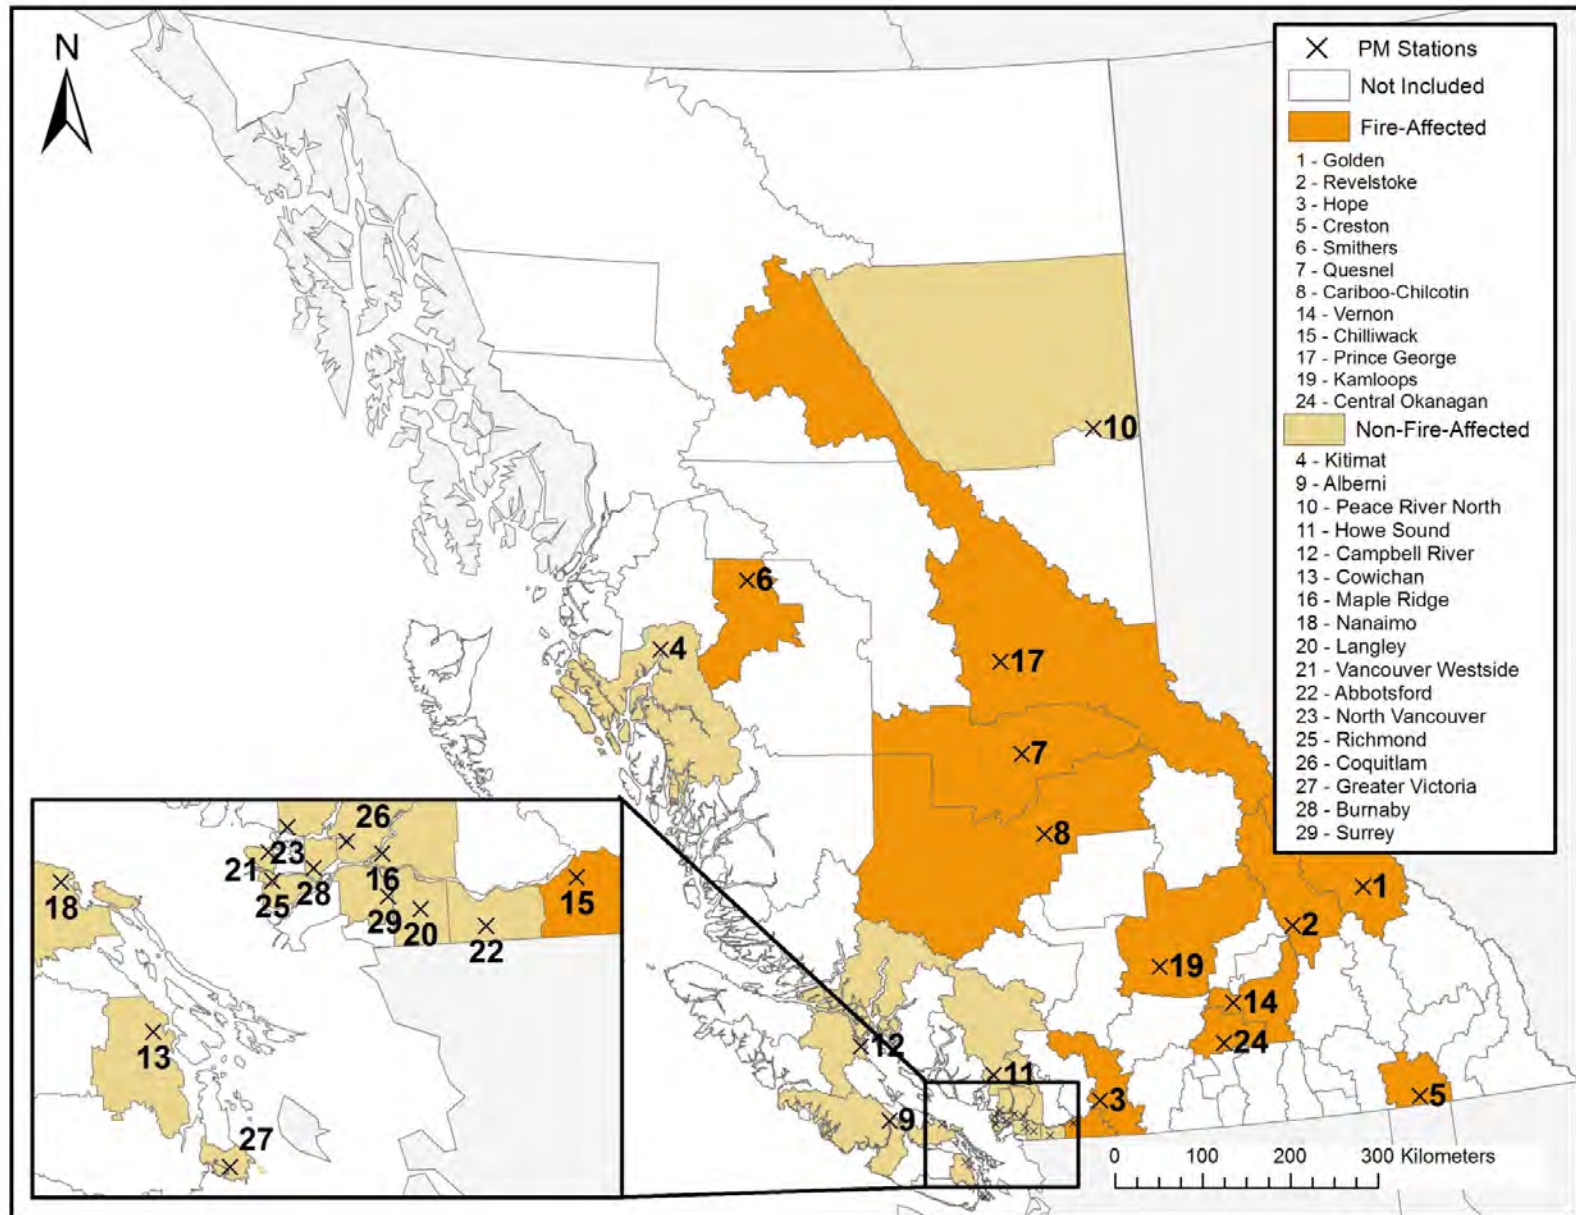 N
PM Stations
Not Included
Fire-Affected
1 - Golden
2 - Revelstoke
3 - Hope
5 - Creston
6 - Smithers
7 - Quesnel
8 - Cariboo-Chilcotin
14 - Vernon
15 - Chilliwack
17 - Prince George
19 - Kamloops
24 - Central Okanagan
Non-Fire-Affected
4 - Kitimat
9 - Alberni
10 - Peace River North
11 - Howe Sound
12 - Campbell River
13 - Cowichan
16 - Maple Ridge
18 - Nanaimo
20 - Langley
21 - Vancouver Westside
22 - Abbotsford
23 - North Vancouver
25 - Richmond
26 - Coquitlam
27 - Greater Victoria
28 - Burnaby
29 - Surrey
10
6
4
17
7
8
1
2
19
14
24
12
11
3
5
9
26
23
21
28
16
25
29
20
22
15
18
13
27
0 100 200 300 Kilometers